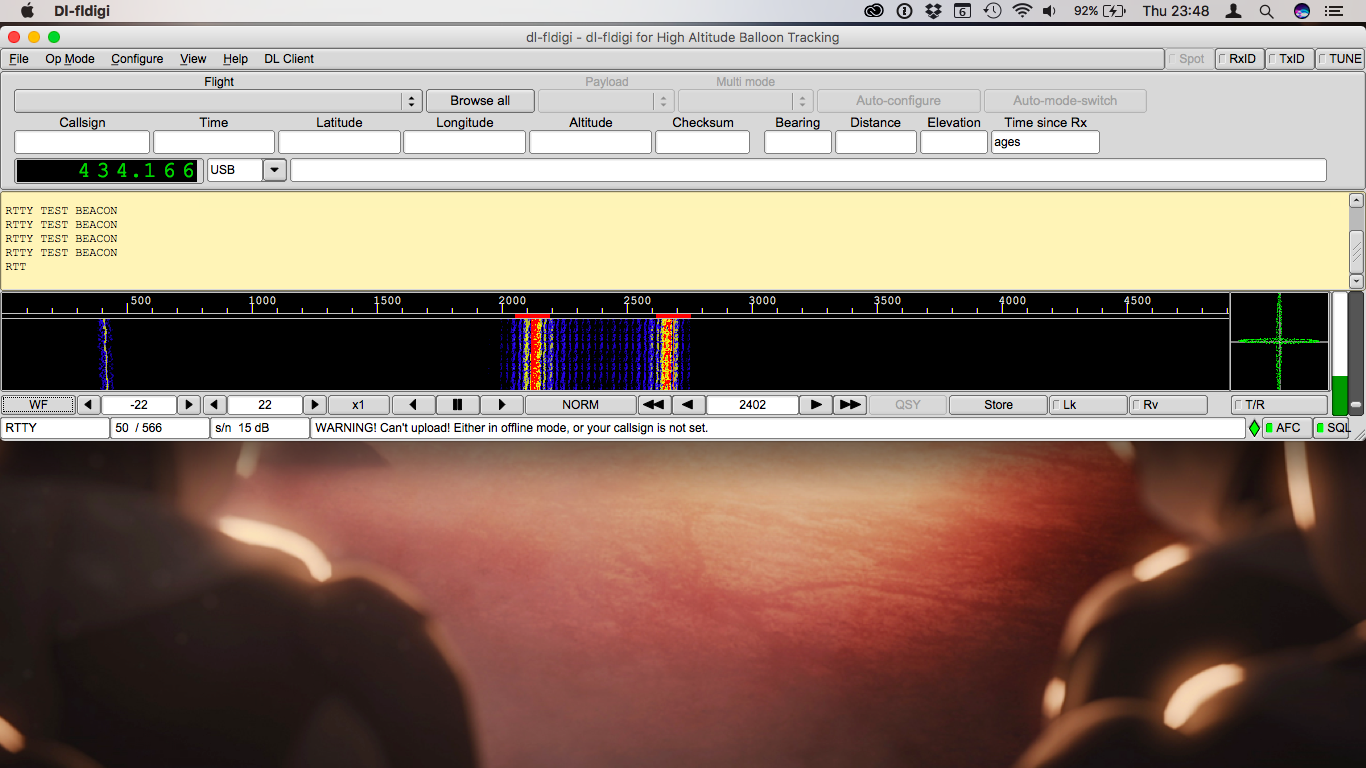 Dl-fldigi 6 92% Thu 23:48
dl-fldigi - dl-fldigi for High Altitude Balloon Tracking
File Op Mode Configure View Help DL Client Spot RxID TxID TUNE
Flight Payload Multi mode
Browse all Auto-configure Auto-mode-switch
Callsign Time Latitude Longitude Altitude Checksum Bearing Distance Elevation Time since Rx
ages
434.166 USB
RTTY TEST BEACON
RTTY TEST BEACON
RTTY TEST BEACON
RTTY TEST BEACON
RTT
500 1000 1500 2000 2500 3000 3500 4000 4500
WF -22 22 x1 NORM 2402 QSY Store Lk Rv T/R
RTTY 50 / 566 s/n 15 dB WARNING! Can't upload! Either in offline mode, or your callsign is not set. AFC SQL